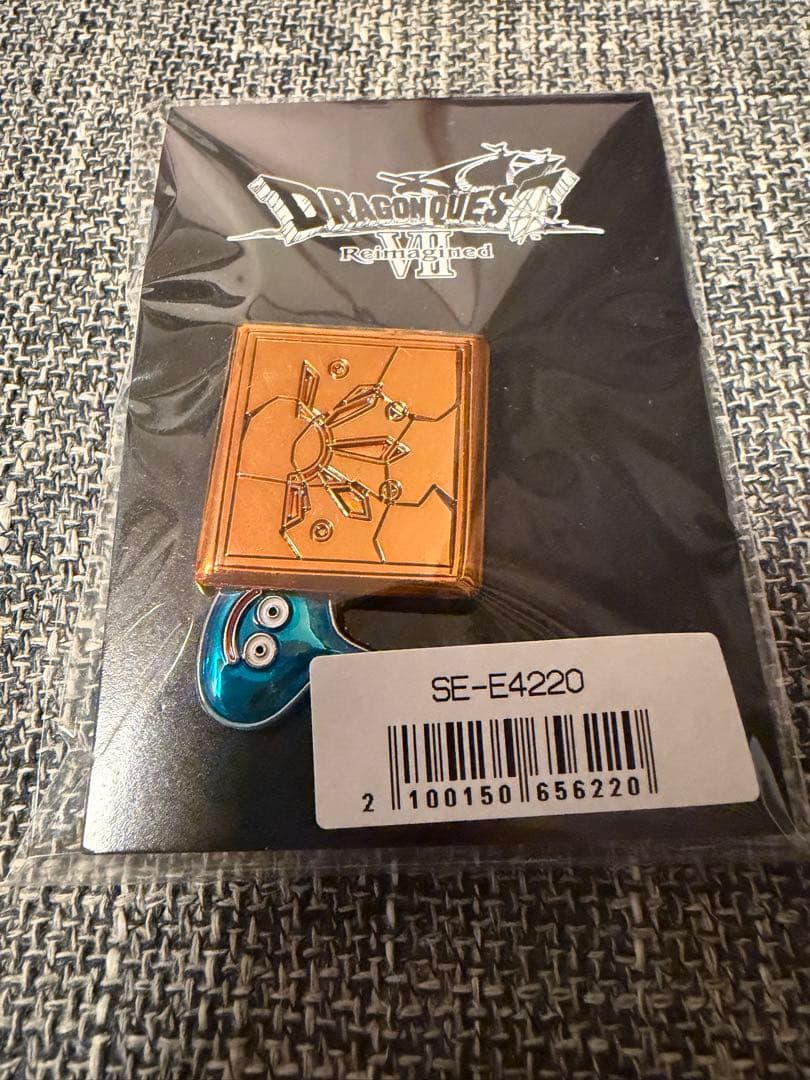 DRAGON QUEST
VII
Reimagined
SE-E4220
2 100150 656220